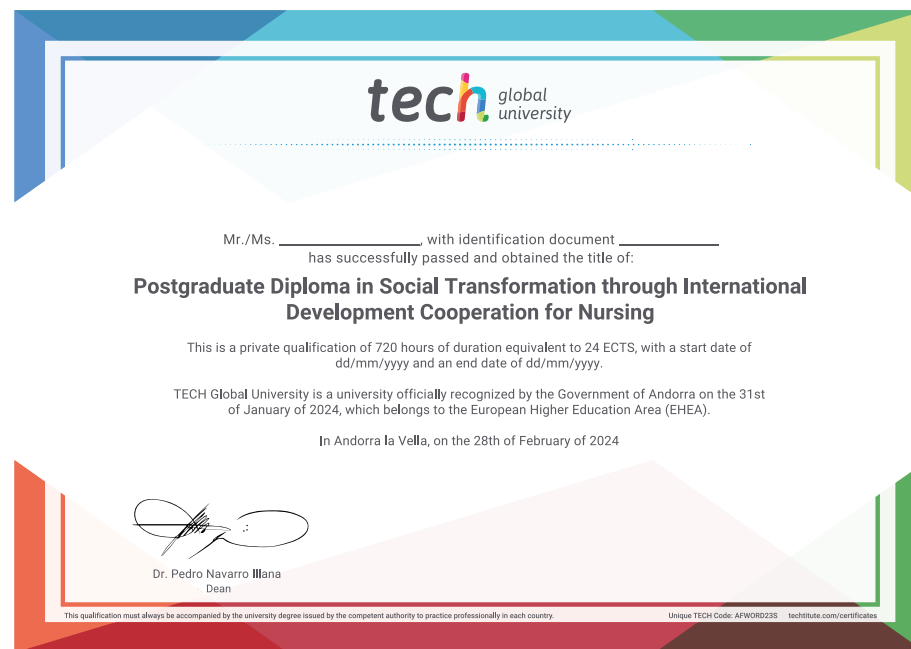 tech global university
Mr./Ms. ____________________, with identification document ______________
has successfully passed and obtained the title of:
Postgraduate Diploma in Social Transformation through International
Development Cooperation for Nursing
This is a private qualification of 720 hours of duration equivalent to 24 ECTS, with a start date of
dd/mm/yyyy and an end date of dd/mm/yyyy.
TECH Global University is a university officially recognized by the Government of Andorra on the 31st
of January of 2024, which belongs to the European Higher Education Area (EHEA).
In Andorra la Vella, on the 28th of February of 2024
Dr. Pedro Navarro Illana
Dean
This qualification must always be accompanied by the university degree issued by the competent authority to practice professionally in each country. Unique TECH Code: AFWORD23S techtitute.com/certificates